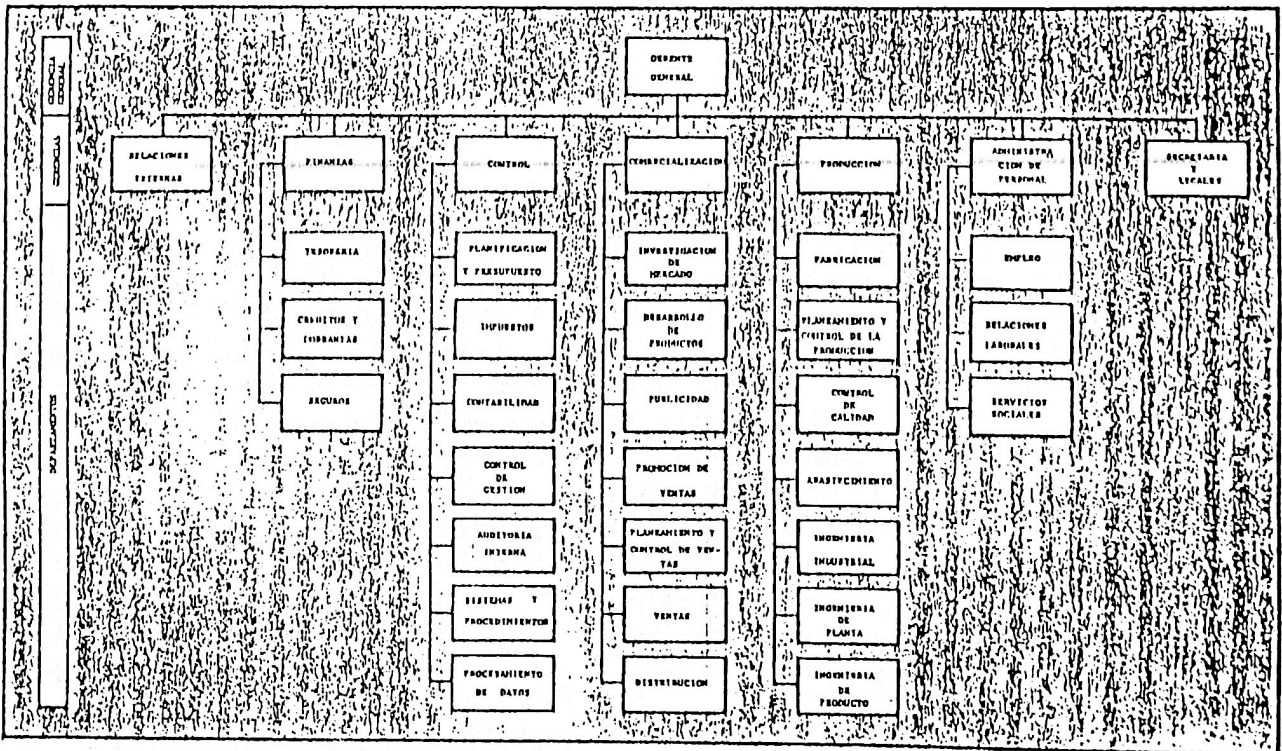 GERENTE
GENERAL
GERENCIA
GENERAL
GERENCIAS
DEPARTAMENTOS
RELACIONES
EXTERNAS
FINANZAS
CONTROL
COMERCIALIZACION
PRODUCCION
ADMINISTRA
CION DE
PERSONAL
SECRETARIA
Y
LEGALES
TESORERIA
CREDITOS Y
COBRANZAS
SEGUROS
PLANIFICACION
Y PRESUPUESTO
IMPUESTOS
CONTABILIDAD
CONTROL
DE
GESTION
AUDITORIA
INTERNA
SISTEMAS Y
PROCEDIMIENTOS
PROCESAMIENTO
DE DATOS
INVESTIGACION
DE
MERCADO
DESARROLLO
DE
PRODUCTOS
PUBLICIDAD
PROMOCION DE
VENTAS
PLANEAMIENTO Y
CONTROL DE VEN-
TAS
VENTAS
DISTRIBUCION
FABRICACION
PLANEAMIENTO Y
CONTROL DE LA
PRODUCCION
CONTROL
DE
CALIDAD
ABASTECIMIENTO
INGENIERIA
INDUSTRIAL
INGENIERIA
DE
PLANTA
INGENIERIA
DE
PRODUCTO
EMPLEO
RELACIONES
LABORALES
SERVICIOS
SOCIALES